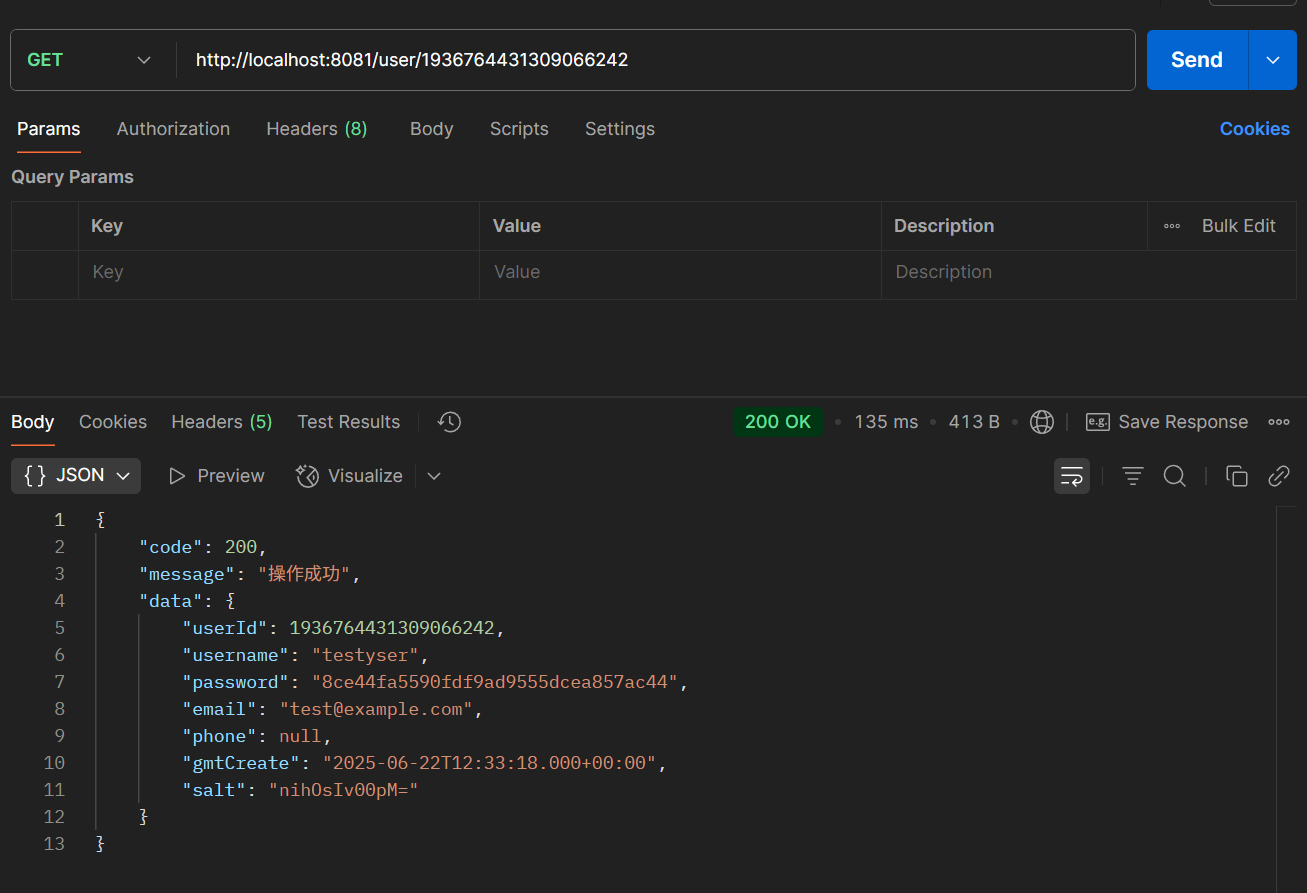 GET http://localhost:8081/user/1936764431309066242 Send
Params Authorization Headers (8) Body Scripts Settings Cookies
Query Params
Key Value Description Bulk Edit
Key Value Description
Body Cookies Headers (5) Test Results 200 OK 135 ms 413 B e.g. Save Response
{} JSON Preview Visualize
1 {
2 "code": 200,
3 "message": "操作成功",
4 "data": {
5 "userId": 1936764431309066242,
6 "username": "testyser",
7 "password": "8ce44fa5590fdf9ad9555dcea857ac44",
8 "email": "test@example.com",
9 "phone": null,
10 "gmtCreate": "2025-06-22T12:33:18.000+00:00",
11 "salt": "nihOsIv00pM="
12 }
13 }